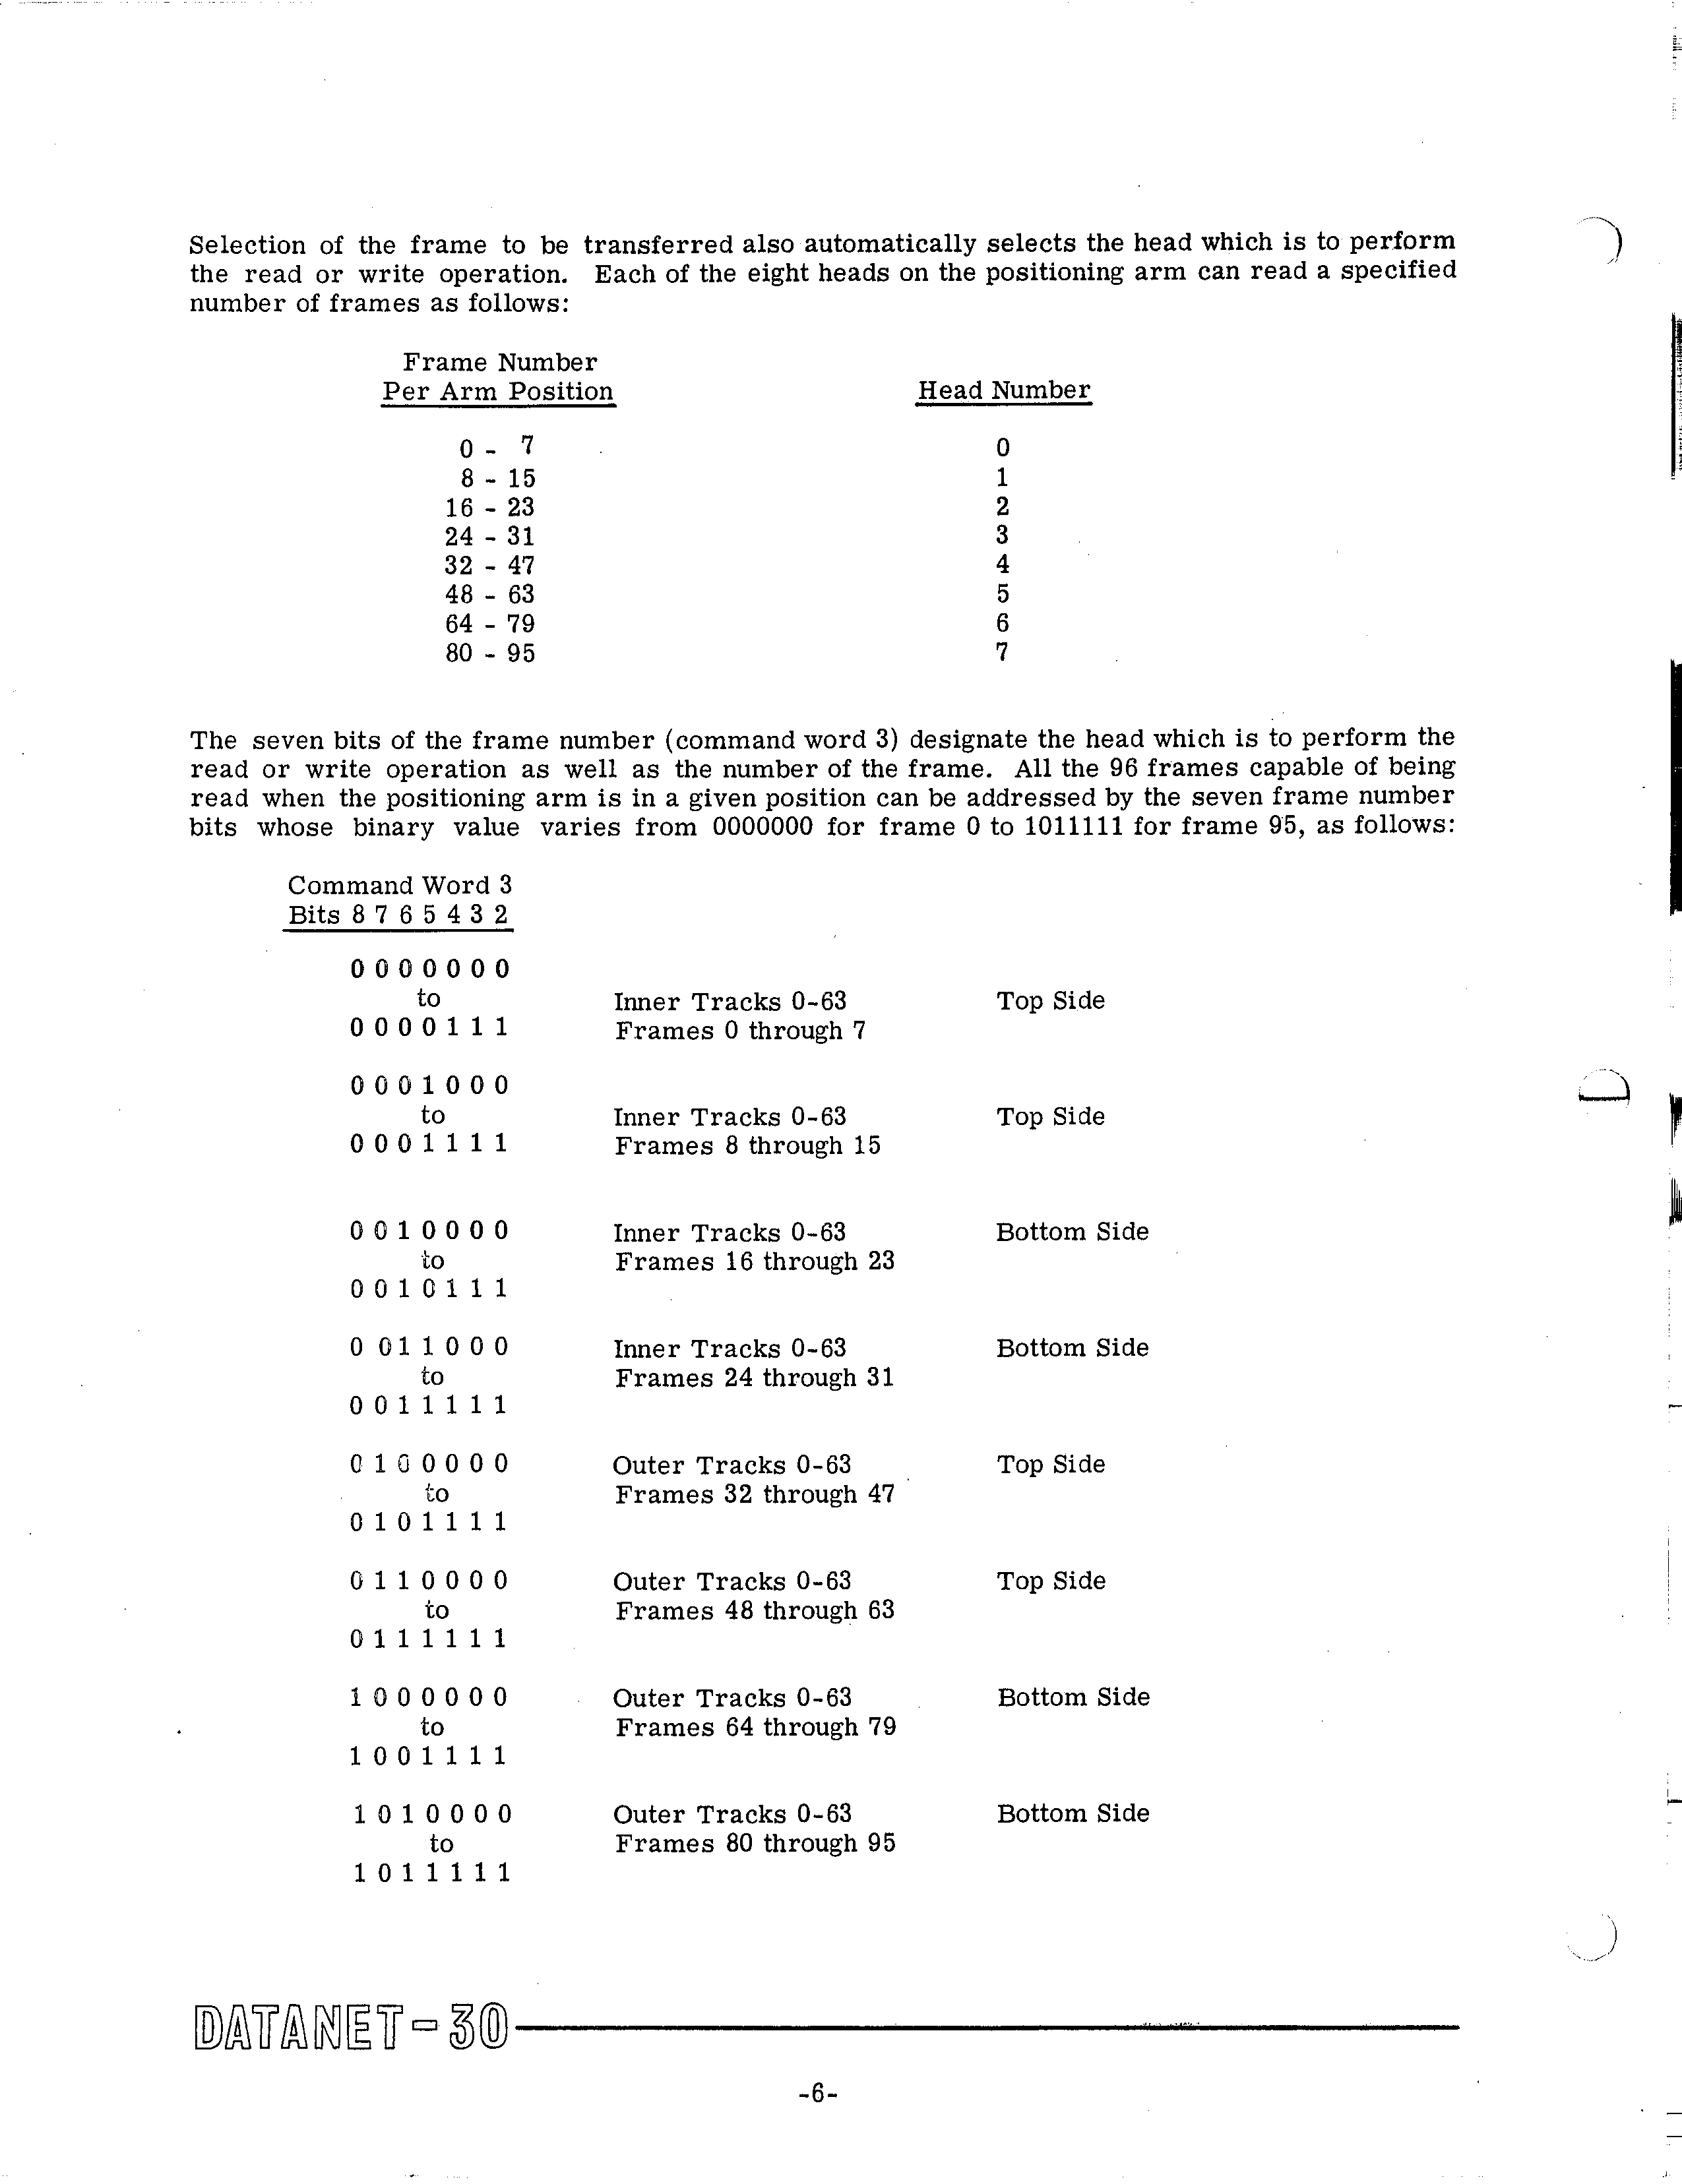 Selection of the frame to be transferred also automatically selects the head which is to perform
the read or write operation. Each of the eight heads on the positioning arm can read a specified
number of frames as follows:
Frame Number
Per Arm Position Head Number
0 - 7 0
8 - 15 1
16 - 23 2
24 - 31 3
32 - 47 4
48 - 63 5
64 - 79 6
80 - 95 7
The seven bits of the frame number (command word 3) designate the head which is to perform the
read or write operation as well as the number of the frame. All the 96 frames capable of being
read when the positioning arm is in a given position can be addressed by the seven frame number
bits whose binary value varies from 0000000 for frame 0 to 1011111 for frame 95, as follows:
Command Word 3
Bits 8 7 6 5 4 3 2
0 0 0 0 0 0 0
to Inner Tracks 0-63 Top Side
0 0 0 0 1 1 1 Frames 0 through 7
0 0 0 1 0 0 0
to Inner Tracks 0-63 Top Side
0 0 0 1 1 1 1 Frames 8 through 15
0 0 1 0 0 0 0 Inner Tracks 0-63 Bottom Side
to Frames 16 through 23
0 0 1 0 1 1 1
0 0 1 1 0 0 0 Inner Tracks 0-63 Bottom Side
to Frames 24 through 31
0 0 1 1 1 1 1
0 1 0 0 0 0 0 Outer Tracks 0-63 Top Side
to Frames 32 through 47
0 1 0 1 1 1 1
0 1 1 0 0 0 0 Outer Tracks 0-63 Top Side
to Frames 48 through 63
0 1 1 1 1 1 1
1 0 0 0 0 0 0 Outer Tracks 0-63 Bottom Side
to Frames 64 through 79
1 0 0 1 1 1 1
1 0 1 0 0 0 0 Outer Tracks 0-63 Bottom Side
to Frames 80 through 95
1 0 1 1 1 1 1
DATANET-30
-6-